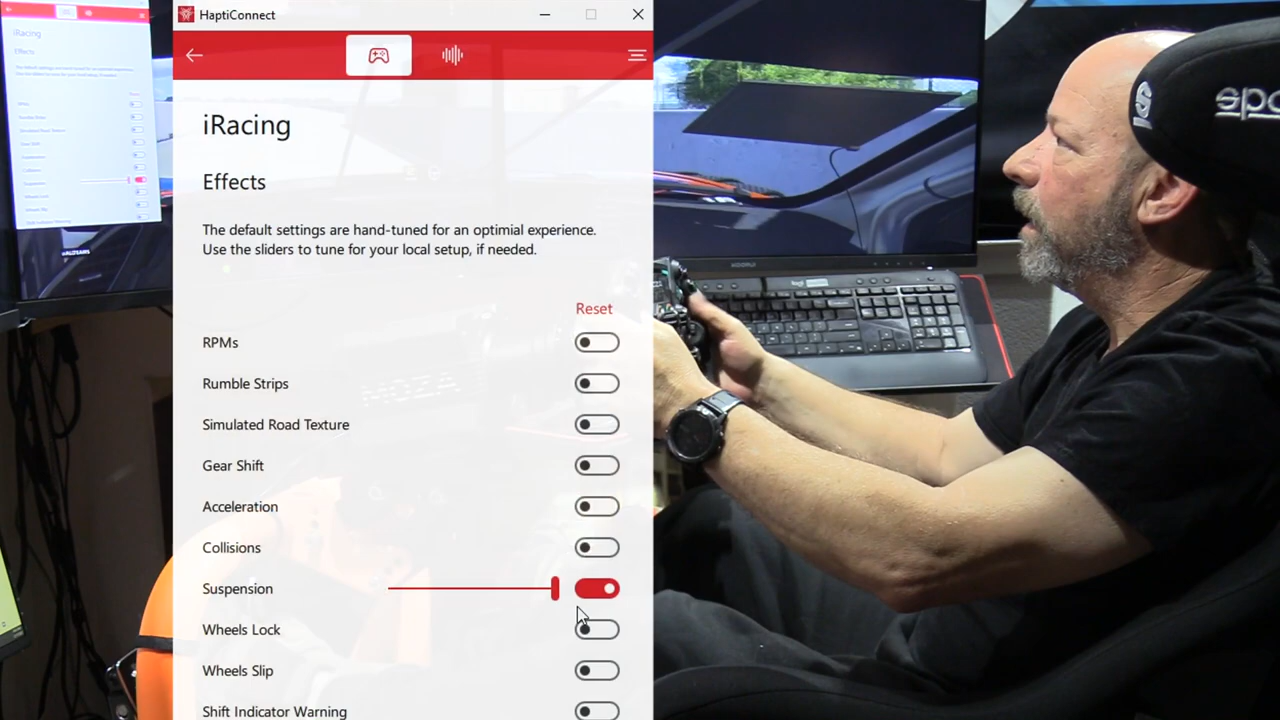 HaptiConnect
iRacing
Effects
The default settings are hand-tuned for an optimial experience.
Use the sliders to tune for your local setup, if needed.
Reset
RPMs
Rumble Strips
Simulated Road Texture
Gear Shift
Acceleration
Collisions
Suspension
Wheels Lock
Wheels Slip
Shift Indicator Warning
iRacing
Effects